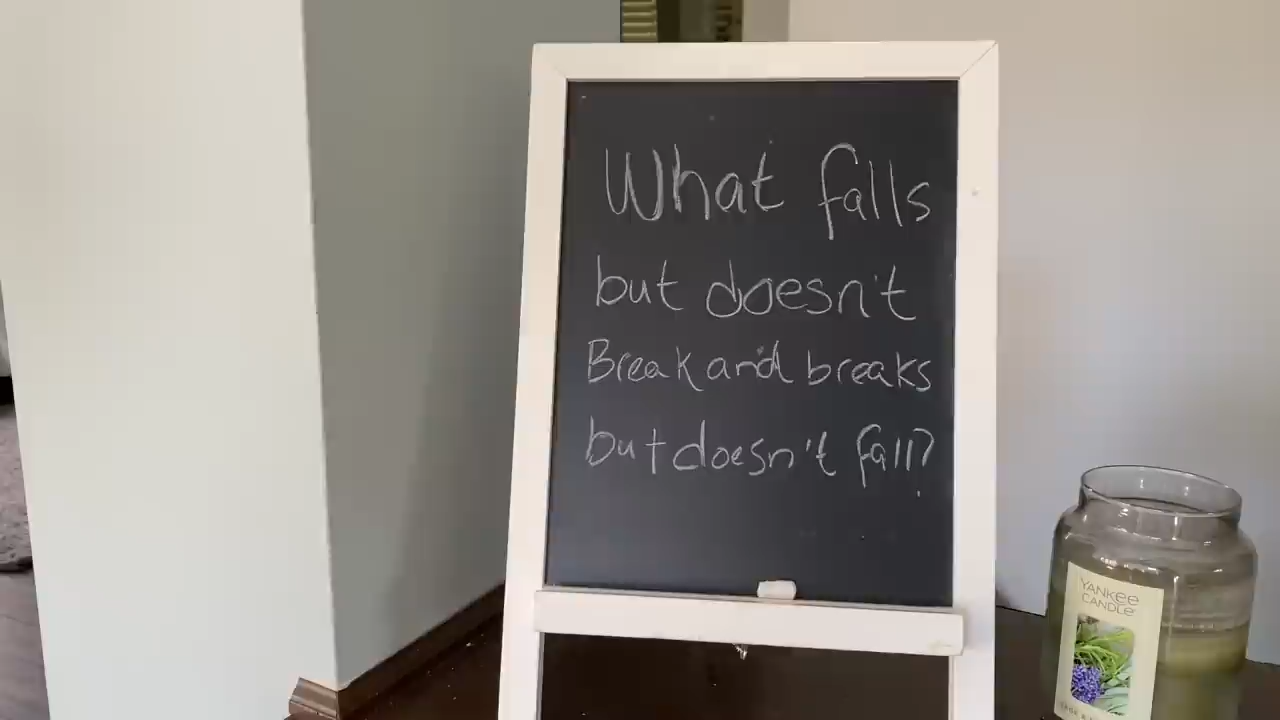 What falls
but doesn't
Break and breaks
but doesn't fall?
YANKEE
CANDLE